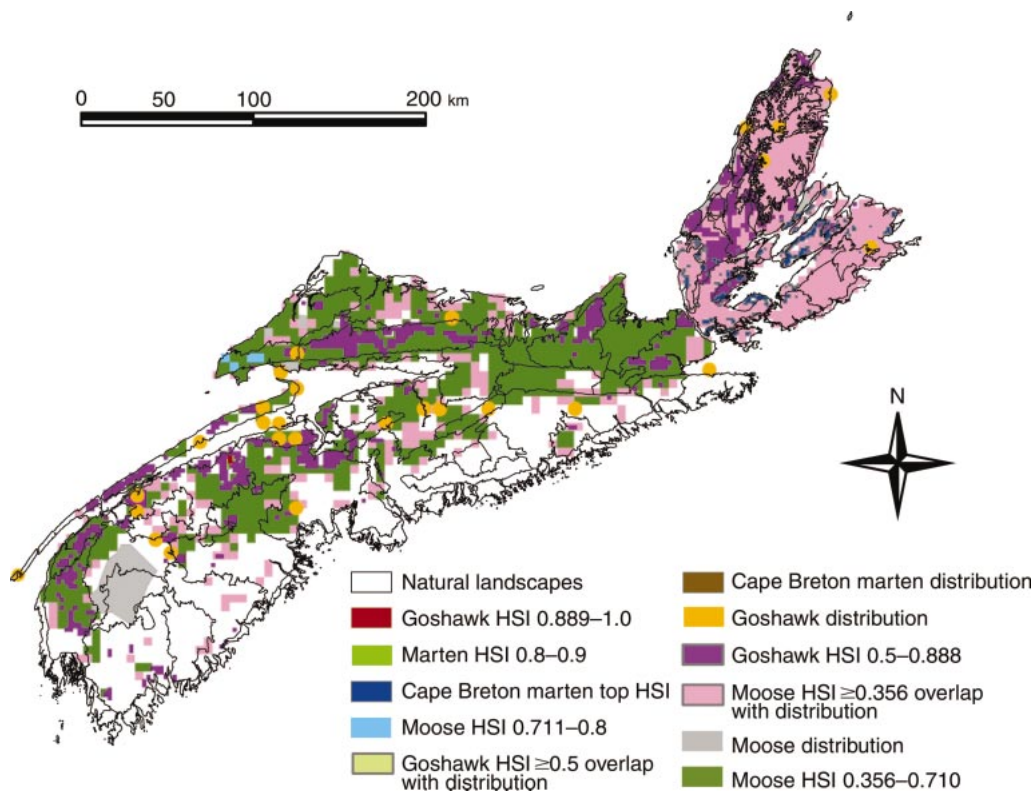 0 50 100 200 km
N
Natural landscapes
Goshawk HSI 0.889–1.0
Marten HSI 0.8–0.9
Cape Breton marten top HSI
Moose HSI 0.711–0.8
Goshawk HSI ≥0.5 overlap
with distribution
Cape Breton marten distribution
Goshawk distribution
Goshawk HSI 0.5–0.888
Moose HSI ≥0.356 overlap
with distribution
Moose distribution
Moose HSI 0.356–0.710